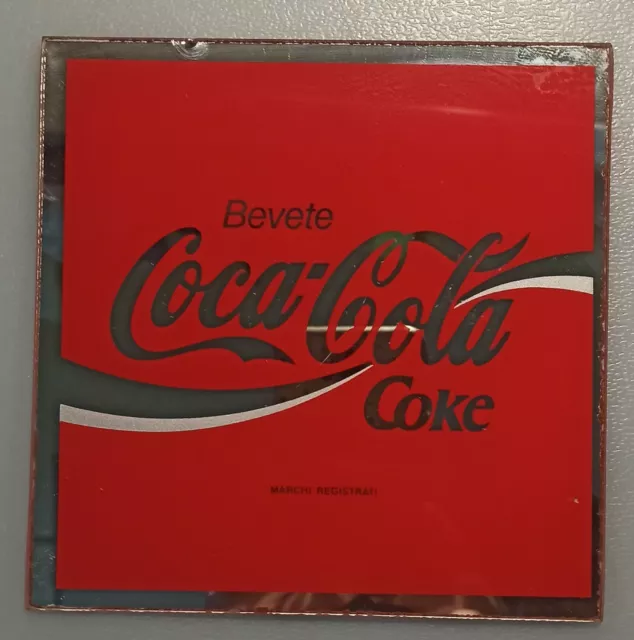 Bevete
Coca-Cola
Coke
MARCHI REGISTRATI